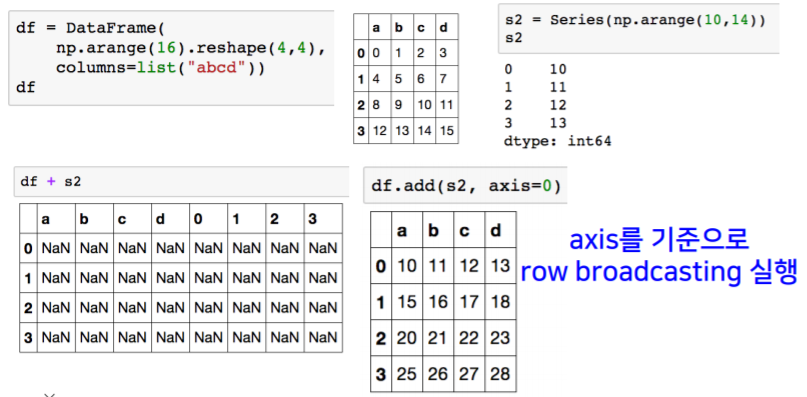 df = DataFrame(
    np.arange(16).reshape(4,4),
    columns=list("abcd"))
df
a b c d
0 0 1 2 3
1 4 5 6 7
2 8 9 10 11
3 12 13 14 15
s2 = Series(np.arange(10,14))
s2
0 10
1 11
2 12
3 13
dtype: int64
df + s2
a b c d 0 1 2 3
0 NaN NaN NaN NaN NaN NaN NaN NaN
1 NaN NaN NaN NaN NaN NaN NaN NaN
2 NaN NaN NaN NaN NaN NaN NaN NaN
3 NaN NaN NaN NaN NaN NaN NaN NaN
df.add(s2, axis=0)
a b c d
0 10 11 12 13
1 15 16 17 18
2 20 21 22 23
3 25 26 27 28
axis를 기준으로
row broadcasting 실행